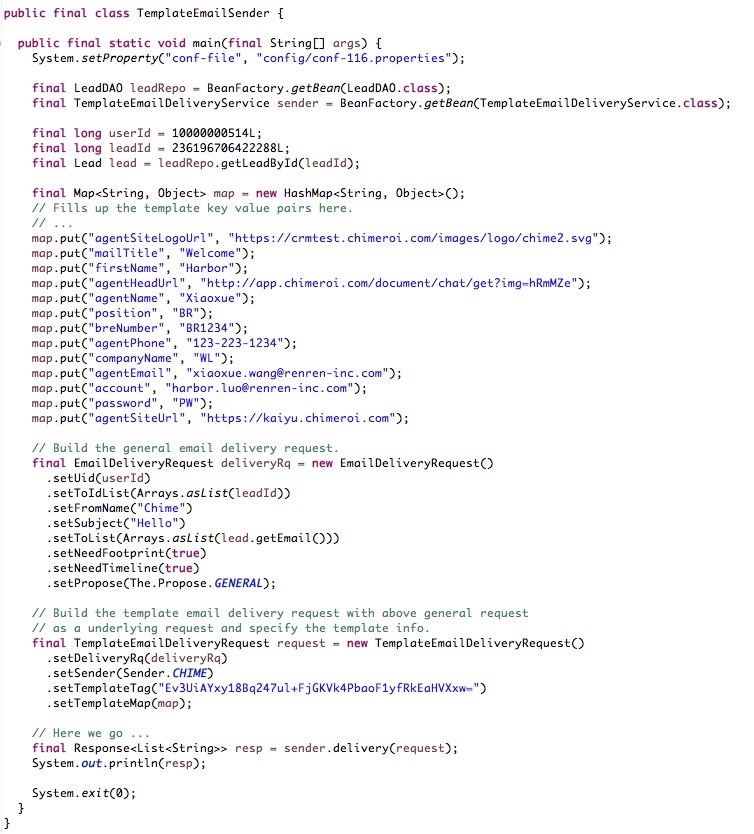 public final class TemplateEmailSender {
public final static void main(final String[] args) {
System.setProperty("conf-file", "config/conf-116.properties");
final LeadDAO leadRepo = BeanFactory.getBean(LeadDAO.class);
final TemplateEmailDeliveryService sender = BeanFactory.getBean(TemplateEmailDeliveryService.class);
final long userId = 10000000514L;
final long leadId = 236196706422288L;
final Lead lead = leadRepo.getLeadById(leadId);
final Map<String, Object> map = new HashMap<String, Object>();
// Fills up the template key value pairs here.
// ...
map.put("agentSiteLogoUrl", "https://crmtest.chimeroi.com/images/logo/chime2.svg");
map.put("mailTitle", "Welcome");
map.put("firstName", "Harbor");
map.put("agentHeadUrl", "http://app.chimeroi.com/document/chat/get?img=hRmMZe");
map.put("agentName", "Xiaoxue");
map.put("position", "BR");
map.put("breNumber", "BR1234");
map.put("agentPhone", "123-223-1234");
map.put("companyName", "WL");
map.put("agentEmail", "xiaoxue.wang@renren-inc.com");
map.put("account", "harbor.luo@renren-inc.com");
map.put("password", "PW");
map.put("agentSiteUrl", "https://kaiyu.chimeroi.com");
// Build the general email delivery request.
final EmailDeliveryRequest deliveryRq = new EmailDeliveryRequest()
.setUid(userId)
.setToIdList(Arrays.asList(leadId))
.setFromName("Chime")
.setSubject("Hello")
.setToList(Arrays.asList(lead.getEmail()))
.setNeedFootprint(true)
.setNeedTimeline(true)
.setPropose(The.Propose.GENERAL);
// Build the template email delivery request with above general request
// as a underlying request and specify the template info.
final TemplateEmailDeliveryRequest request = new TemplateEmailDeliveryRequest()
.setDeliveryRq(deliveryRq)
.setSender(Sender.CHIME)
.setTemplateTag("Ev3UiAYxy18Bq247ul+FjGKVk4PbaoF1yfRkEaHVXxw=")
.setTemplateMap(map);
// Here we go ...
final Response<List<String>> resp = sender.delivery(request);
System.out.println(resp);
System.exit(0);
}
}